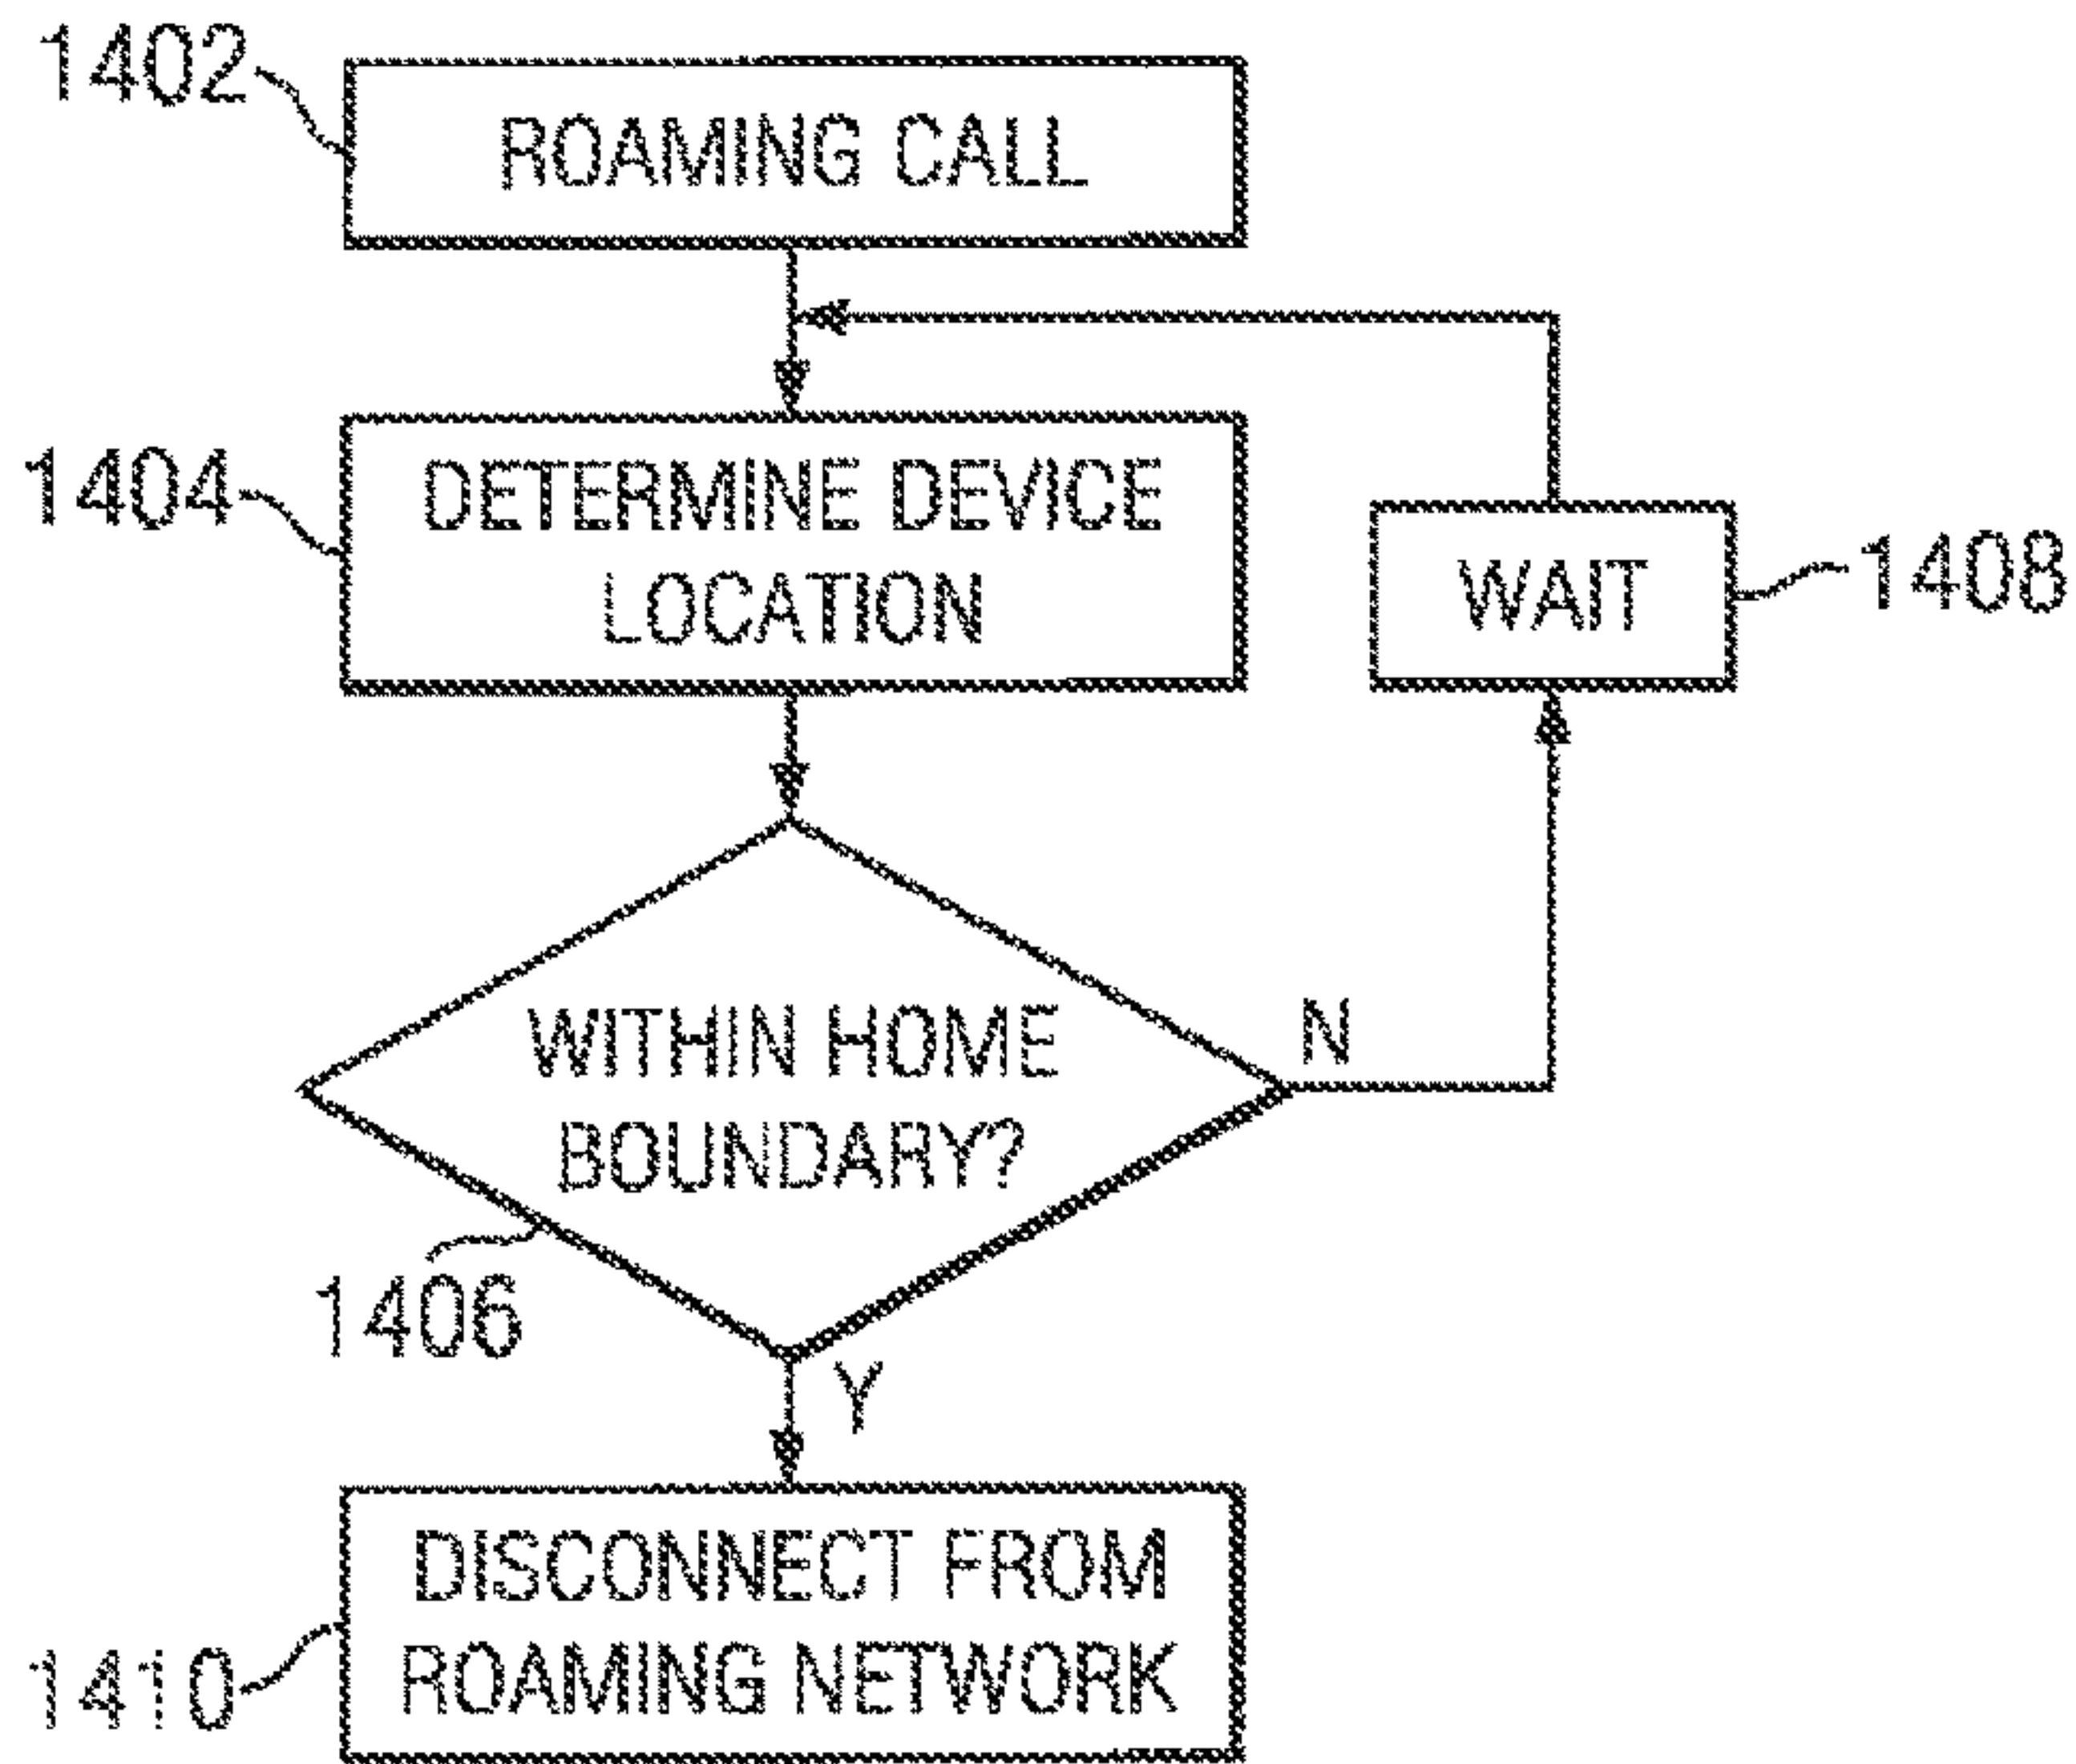 1402
ROAMING CALL
1404
DETERMINE DEVICE
LOCATION
WAIT
1408
WITHIN HOME
BOUNDARY?
N
1406
Y
DISCONNECT FROM
ROAMING NETWORK
1410